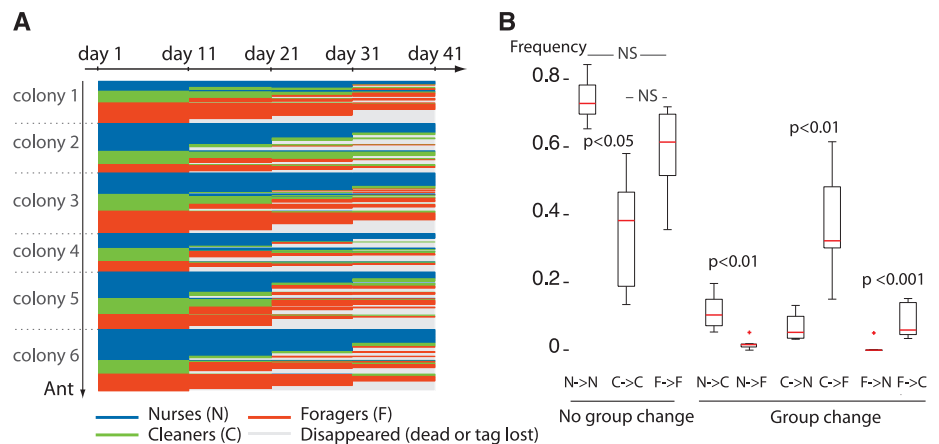 A
day 1 day 11 day 21 day 31 day 41
colony 1
colony 2
colony 3
colony 4
colony 5
colony 6
Ant
Nurses (N) Foragers (F)
Cleaners (C) Disappeared (dead or tag lost)
B
Frequency
NS
0.8
NS
p<0.05 p<0.01
0.6
0.4
p<0.01 p<0.001
0.2
0
N->N C->C F->F N->C N->F C->N C->F F->N F->C
No group change Group change